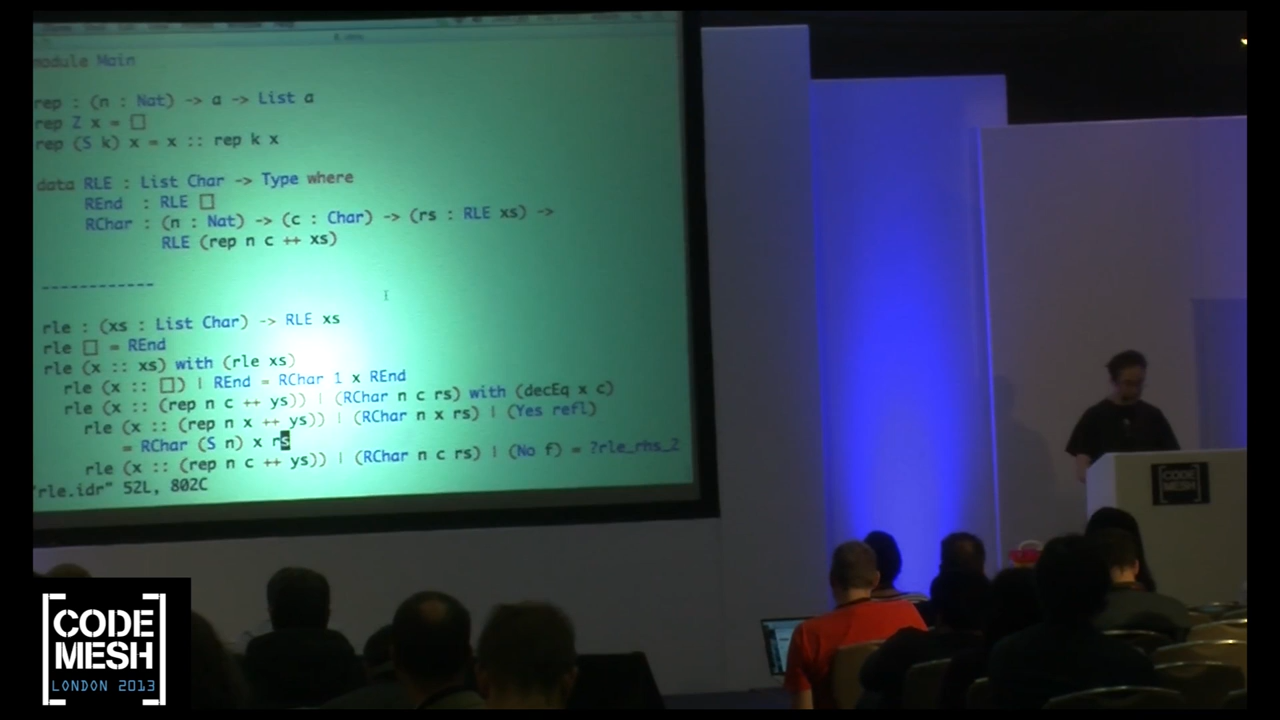 module Main
rep : (n : Nat) -> a -> List a
rep Z x = []
rep (S k) x = x :: rep k x
data RLE : List Char -> Type where
REnd : RLE []
RChar : (n : Nat) -> (c : Char) -> (rs : RLE xs) ->
RLE (rep n c ++ xs)
------------
rle : (xs : List Char) -> RLE xs
rle [] = REnd
rle (x :: xs) with (rle xs)
rle (x :: []) | REnd = RChar 1 x REnd
rle (x :: (rep n c ++ ys)) | (RChar n c rs) with (decEq x c)
rle (x :: (rep n x ++ ys)) | (RChar n x rs) | (Yes refl)
= RChar (S n) x rs
rle (x :: (rep n c ++ ys)) | (RChar n c rs) | (No f) = ?rle_rhs_2
"rle.idr" 52L, 802C
CODE
MESH
[CODE
MESH]
LONDON 2013